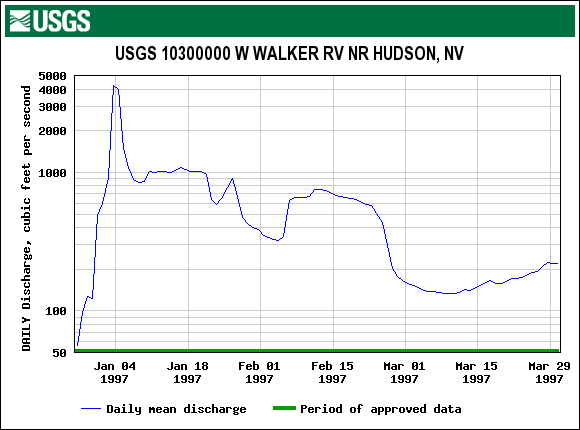 USGS
USGS 10300000 W WALKER RV NR HUDSON, NV
DAILY Discharge, cubic feet per second
5000
4000
3000
2000
1000
100
50
Jan 04 Jan 18 Feb 01 Feb 15 Mar 01 Mar 15 Mar 29
1997 1997 1997 1997 1997 1997 1997
Daily mean discharge Period of approved data